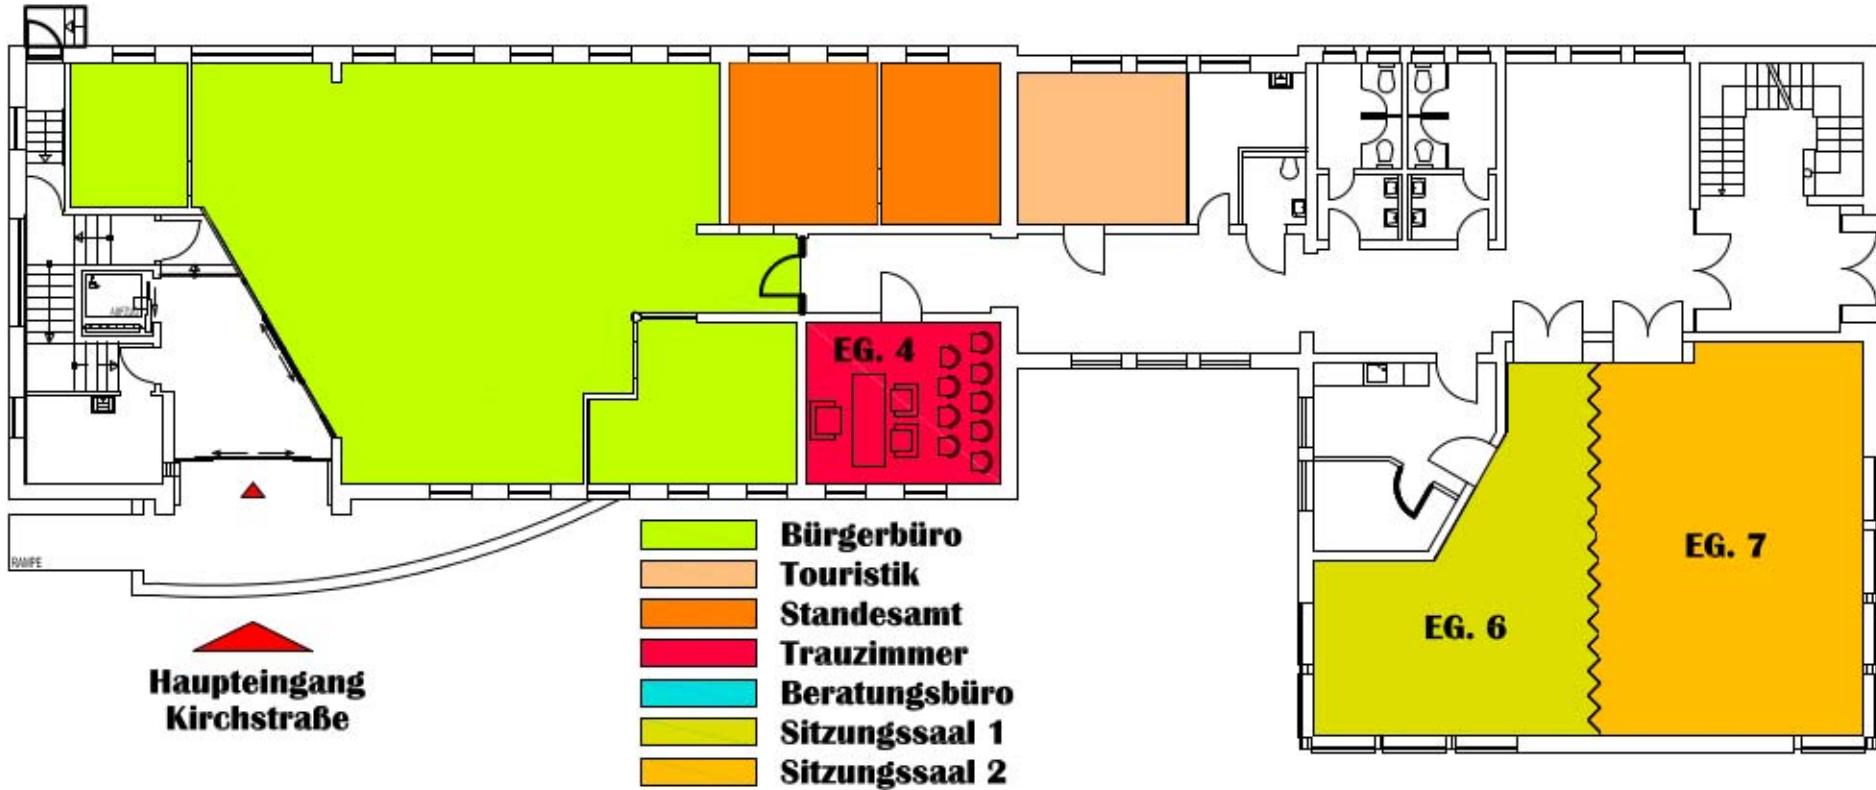 EG. 4
EG. 7
EG. 6
RAMPE
Haupteingang
Kirchstraße
Bürgerbüro
Touristik
Standesamt
Trauzimmer
Beratungsbüro
Sitzungssaal 1
Sitzungssaal 2